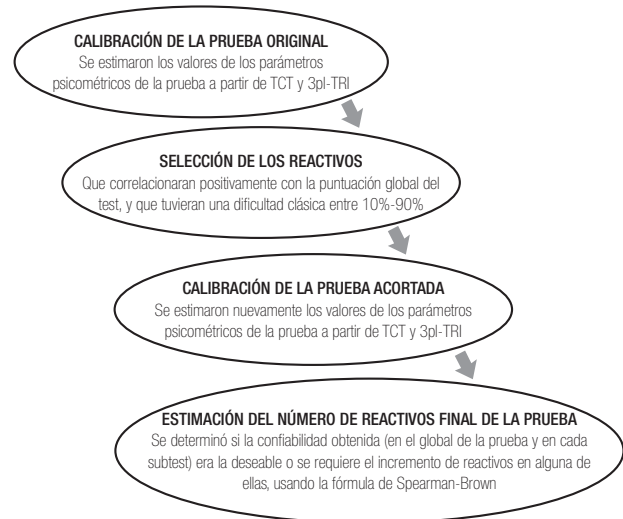 CALIBRACIÓN DE LA PRUEBA ORIGINAL
Se estimaron los valores de los parámetros
psicométricos de la prueba a partir de TCT y 3pl-TRI
SELECCIÓN DE LOS REACTIVOS
Que correlacionaran positivamente con la puntuación global del
test, y que tuvieran una dificultad clásica entre 10%-90%
CALIBRACIÓN DE LA PRUEBA ACORTADA
Se estimaron nuevamente los valores de los parámetros
psicométricos de la prueba a partir de TCT y 3pl-TRI
ESTIMACIÓN DEL NÚMERO DE REACTIVOS FINAL DE LA PRUEBA
Se determinó si la confiabilidad obtenida (en el global de la prueba y en cada
subtest) era la deseable o se requiere el incremento de reactivos en alguna de
ellas, usando la fórmula de Spearman-Brown